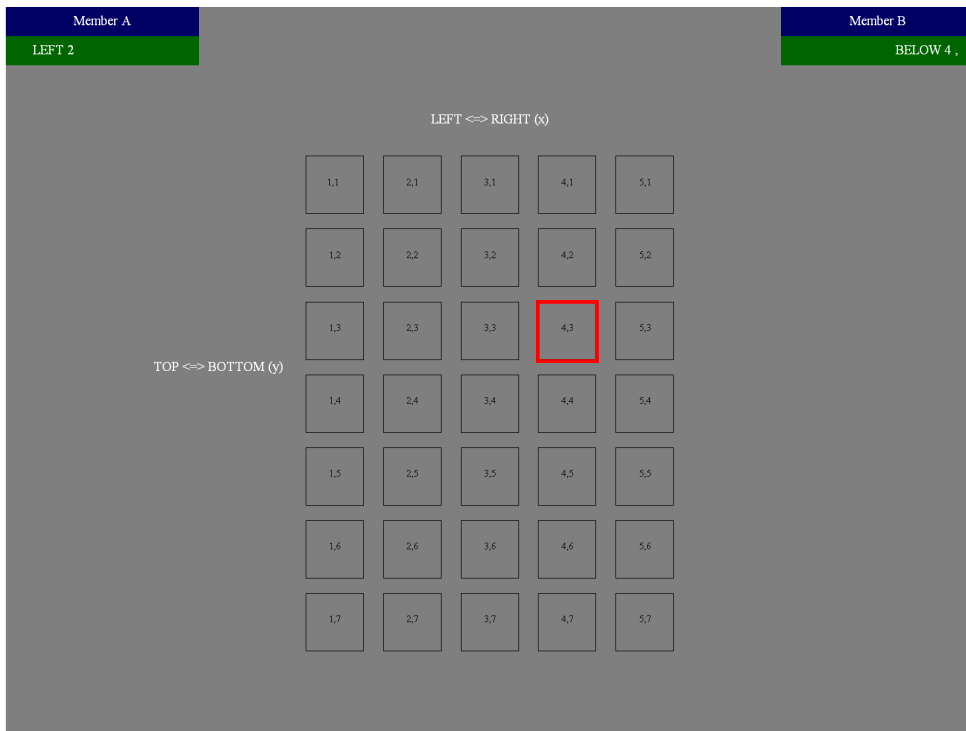 Member A
Member B
LEFT 2
BELOW 4 ,
LEFT <=> RIGHT (x)
1,1 2,1 3,1 4,1 5,1
1,2 2,2 3,2 4,2 5,2
1,3 2,3 3,3 4,3 5,3
TOP <=> BOTTOM (y)
1,4 2,4 3,4 4,4 5,4
1,5 2,5 3,5 4,5 5,5
1,6 2,6 3,6 4,6 5,6
1,7 2,7 3,7 4,7 5,7